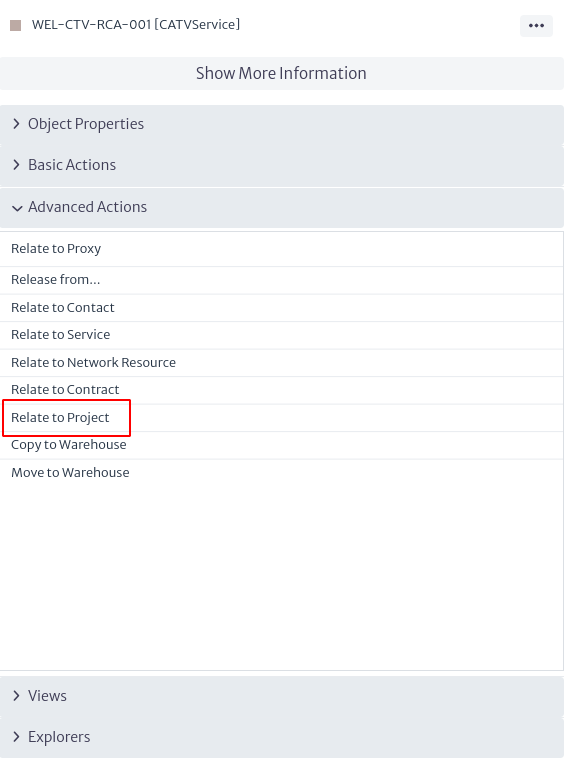 WEL-CTV-RCA-001 [CATVService]
Show More Information
Object Properties
Basic Actions
Advanced Actions
Relate to Proxy
Release from...
Relate to Contact
Relate to Service
Relate to Network Resource
Relate to Contract
Relate to Project
Copy to Warehouse
Move to Warehouse
Views
Explorers